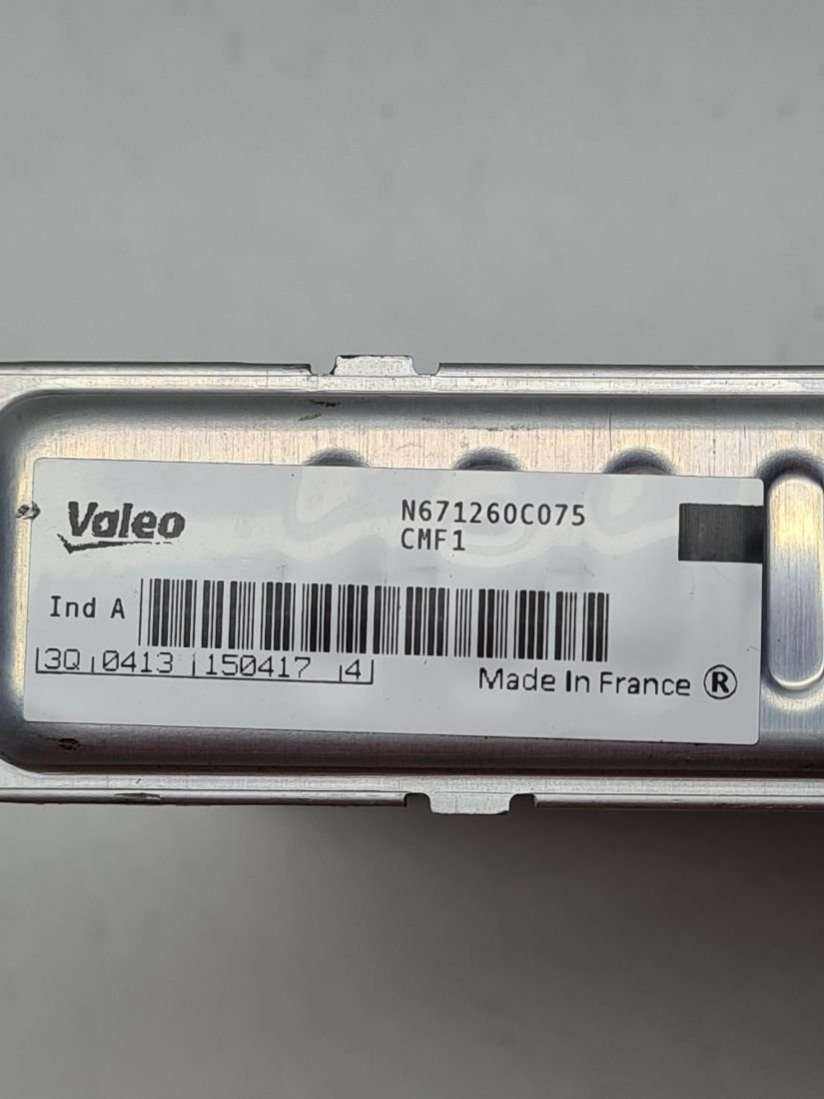 Valeo
N671260C075
CMF1
Ind A
3Q 0413 150417 4
Made In France ®